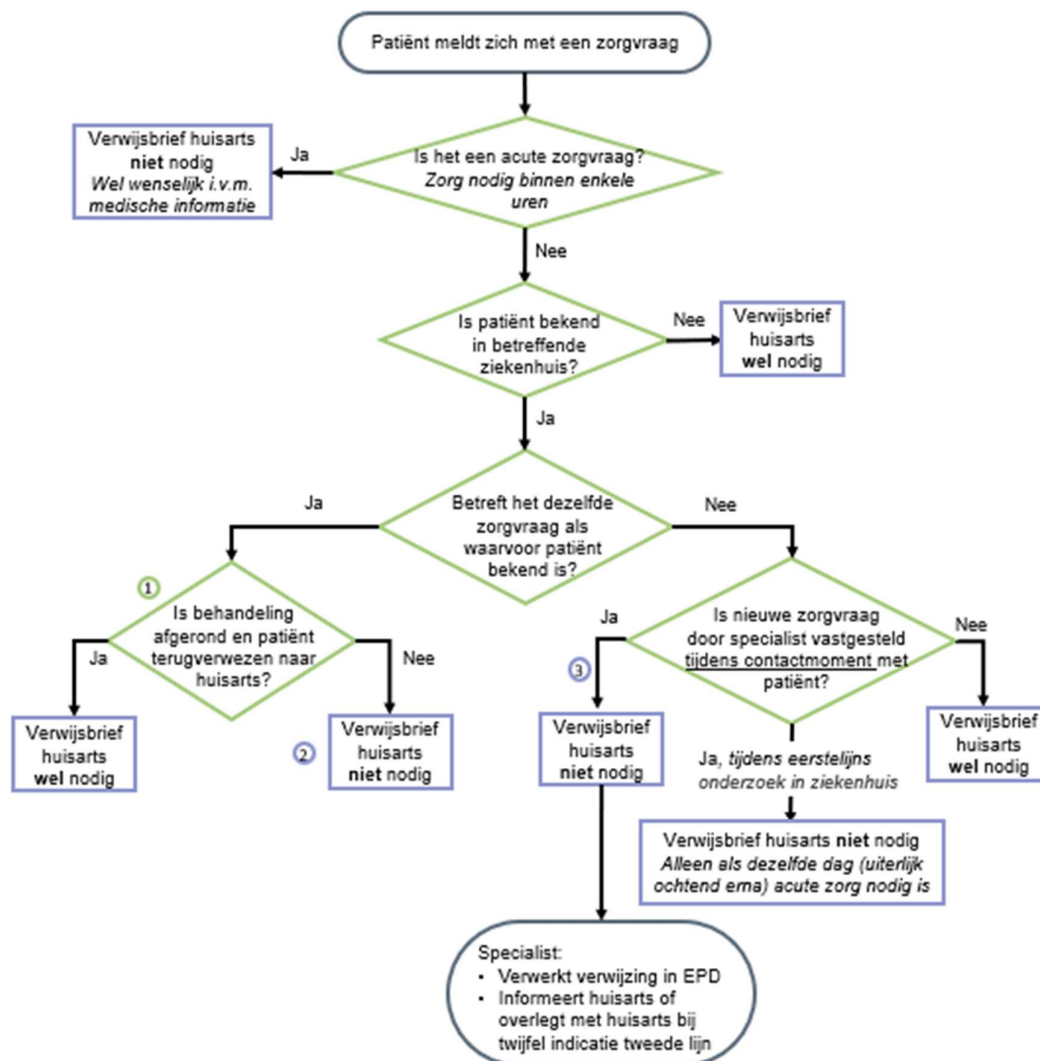 Patiënt meldt zich met een zorgvraag
Verwijsbrief huisarts
niet nodig
Wel wenselijk i.v.m.
medische informatie
Ja
Is het een acute zorgvraag?
Zorg nodig binnen enkele
uren
Nee
Is patiënt bekend
in betreffende
ziekenhuis?
Nee
Verwijsbrief
huisarts
wel nodig
Ja
Ja
Betreft het dezelfde
zorgvraag als
waarvoor patiënt
bekend is?
Nee
1
Is behandeling
afgerond en patiënt
terugverwezen naar
huisarts?
Ja
Nee
Verwijsbrief
huisarts
wel nodig
2
Verwijsbrief
huisarts
niet nodig
Ja
3
Is nieuwe zorgvraag
door specialist vastgesteld
tijdens contactmoment met
patiënt?
Nee
Verwijsbrief
huisarts
niet nodig
Ja, tijdens eerstelijns
onderzoek in ziekenhuis
Verwijsbrief
huisarts
wel nodig
Verwijsbrief huisarts niet nodig
Alleen als dezelfde dag (uiterlijk
ochtend erna) acute zorg nodig is
Specialist:
• Verwerkt verwijzing in EPD
• Informeert huisarts of
overlegt met huisarts bij
twijfel indicatie tweede lijn